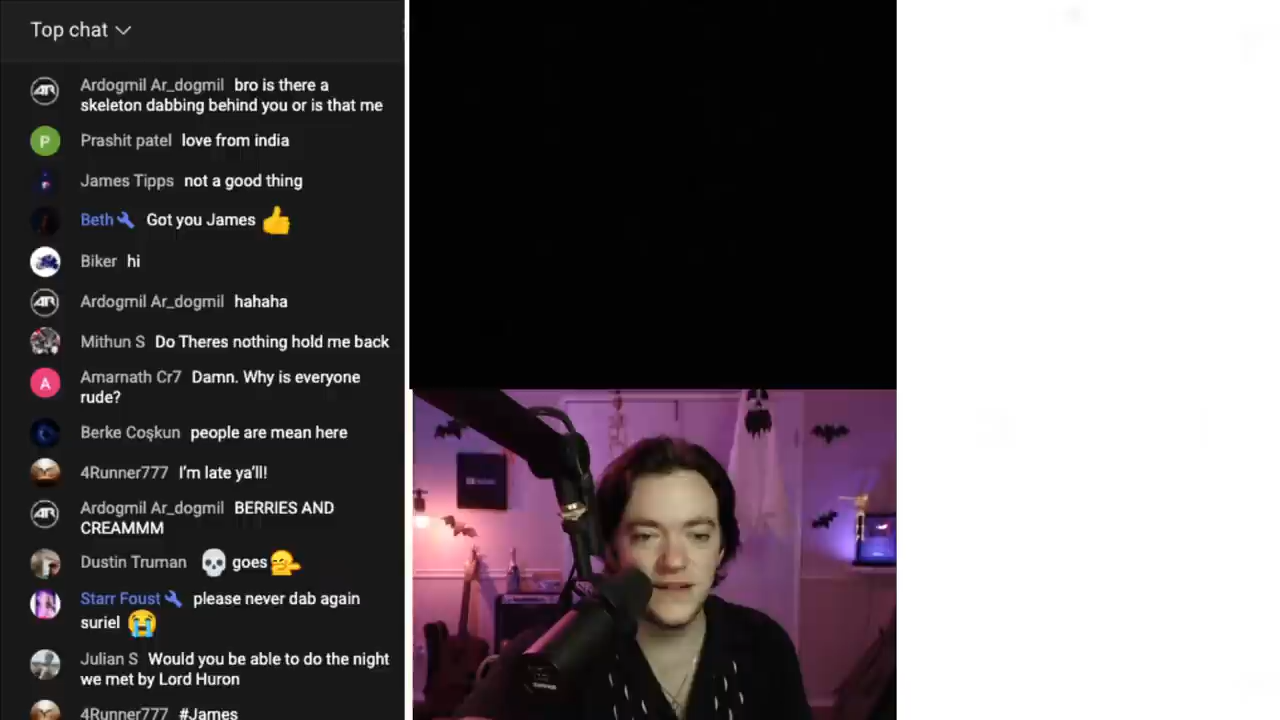 Top chat
Ardogmil Ar_dogmil bro is there a
skeleton dabbing behind you or is that me
P Prashit patel love from india
James Tipps not a good thing
Beth Got you James 👍
Biker hi
Ardogmil Ar_dogmil hahaha
Mithun S Do Theres nothing hold me back
A Amarnath Cr7 Damn. Why is everyone
rude?
Berke Coşkun people are mean here
4Runner777 I'm late ya'll!
Ardogmil Ar_dogmil BERRIES AND
CREAMMM
Dustin Truman 💀 goes
Starr Foust please never dab again
suriel 😭
Julian S Would you be able to do the night
we met by Lord Huron
4Runner777 #James